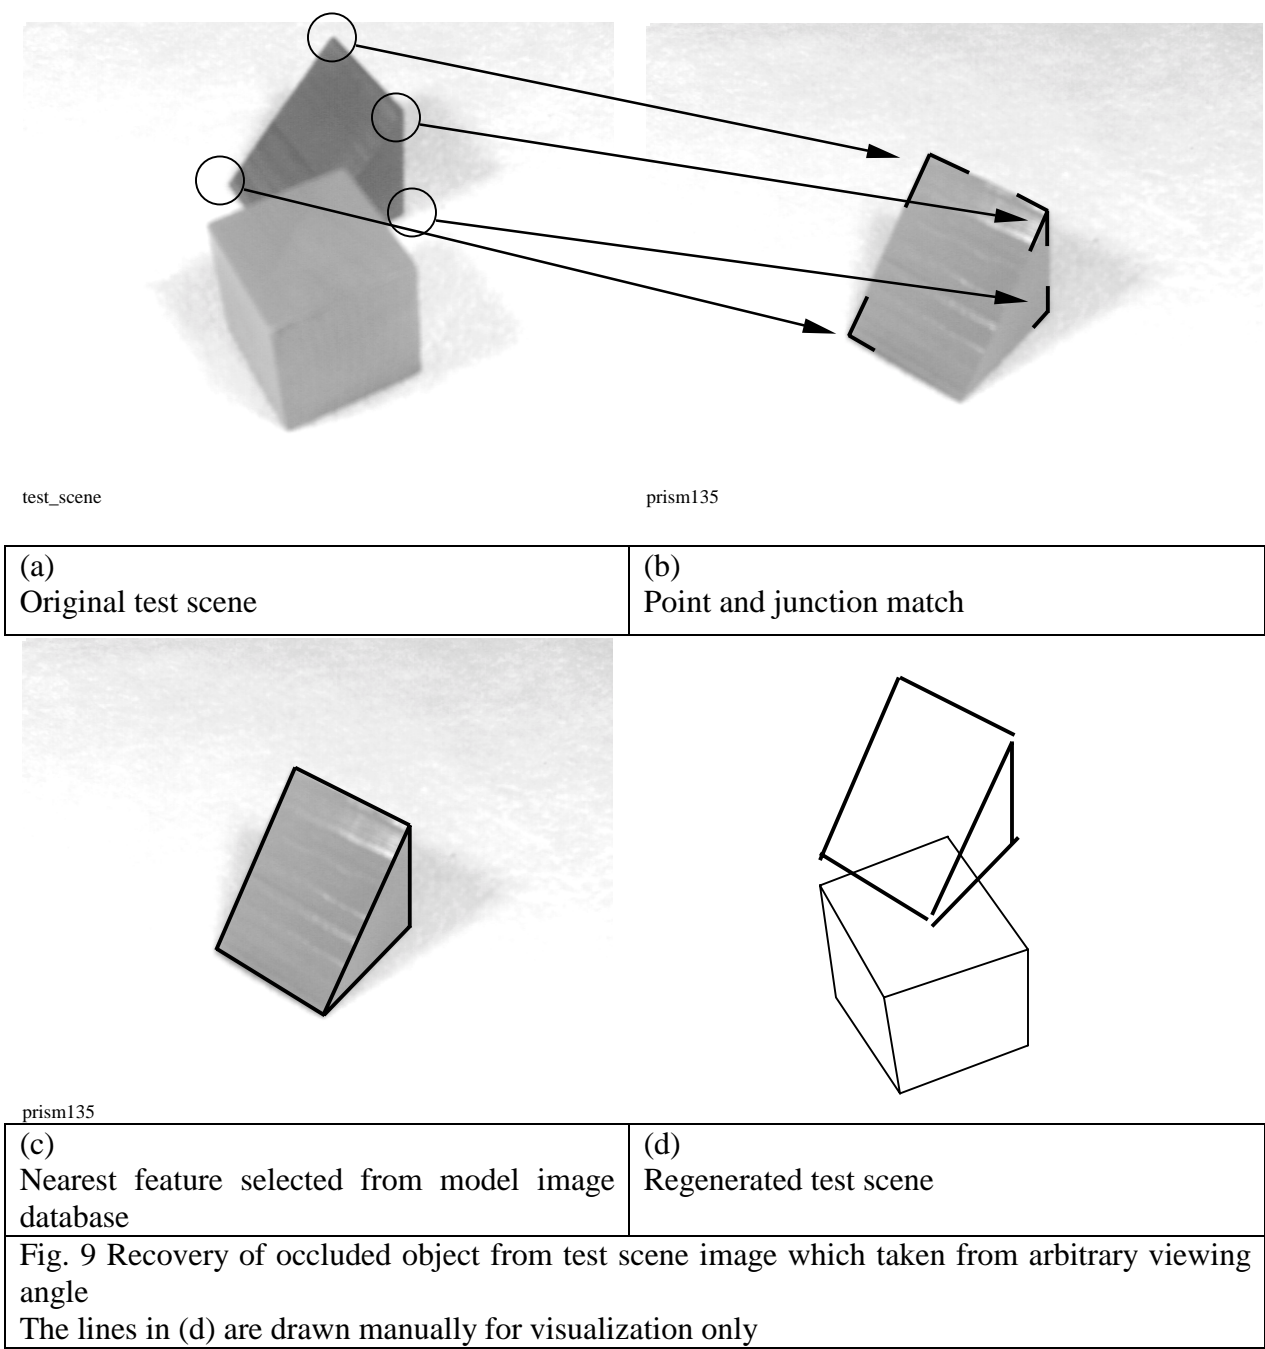 test_scene
prism135
(a)
Original test scene
(b)
Point and junction match
prism135
(c)
Nearest feature selected from model image
database
(d)
Regenerated test scene
Fig. 9 Recovery of occluded object from test scene image which taken from arbitrary viewing
angle
The lines in (d) are drawn manually for visualization only